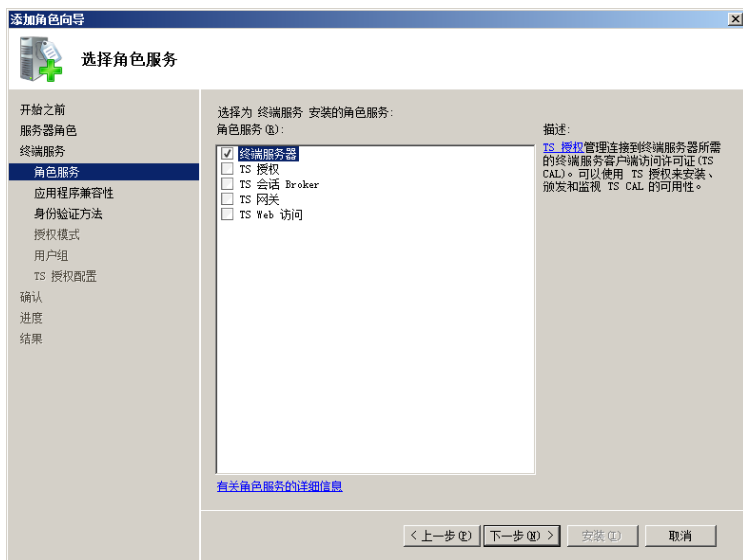 添加角色向导
选择角色服务
开始之前
服务器角色
终端服务
角色服务
应用程序兼容性
身份验证方法
授权模式
用户组
TS 授权配置
确认
进度
结果
选择为 终端服务 安装的角色服务:
角色服务(R):
终端服务器
TS 授权
TS 会话 Broker
TS 网关
TS Web 访问
有关角色服务的详细信息
描述:
TS 授权管理连接到终端服务器所需
的终端服务客户端访问许可证(TS
CAL)。可以使用 TS 授权来安装、
颁发和监视 TS CAL 的可用性。
< 上一步(P)
下一步(N) >
安装(I)
取消